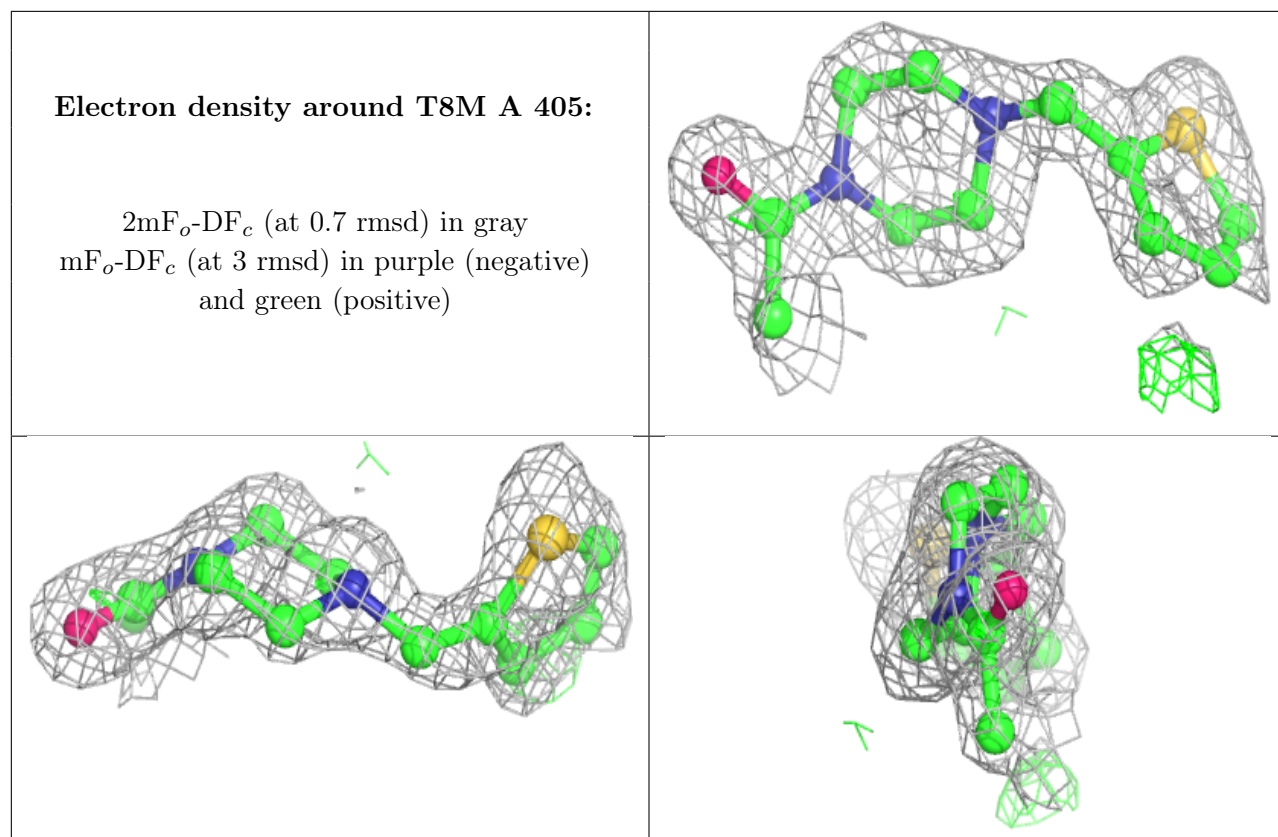 Electron density around T8M A 405:
2mFo-DFc (at 0.7 rmsd) in gray
mFo-DFc (at 3 rmsd) in purple (negative)
and green (positive)